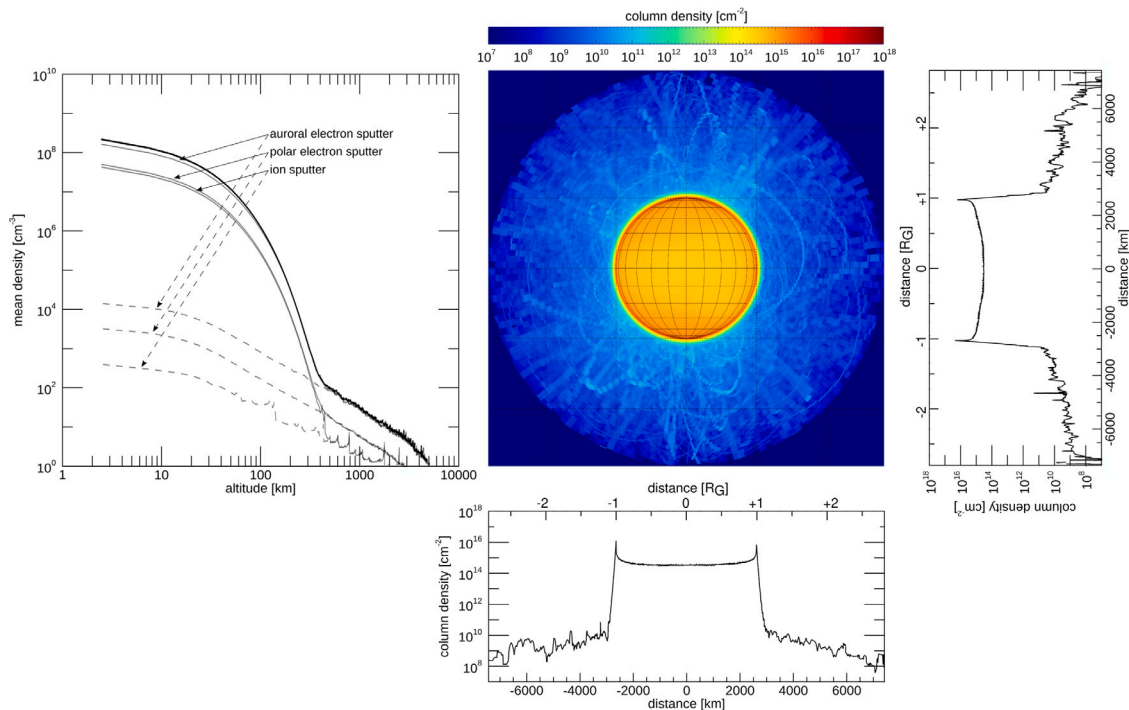 column density [cm⁻²]
10⁷ 10⁸ 10⁹ 10¹⁰ 10¹¹ 10¹² 10¹³ 10¹⁴ 10¹⁵ 10¹⁶ 10¹⁷ 10¹⁸
mean density [cm⁻³]
10¹⁰
10⁸
10⁶
10⁴
10²
10⁰
auroral electron sputter
polar electron sputter
ion sputter
1 10 100 1000 10000
altitude [km]
distance [R_G]
+2
+1
0
-1
-2
distance [km]
6000
4000
2000
0
-2000
-4000
-6000
10¹⁸ 10¹⁶ 10¹⁴ 10¹² 10¹⁰ 10⁸
column density [cm⁻²]
distance [R_G]
-2 -1 0 +1 +2
column density [cm⁻²]
10¹⁸
10¹⁶
10¹⁴
10¹²
10¹⁰
10⁸
-6000 -4000 -2000 0 2000 4000 6000
distance [km]